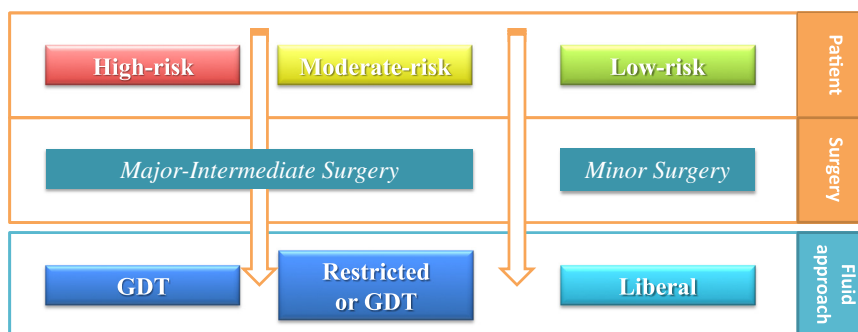 High-risk
Moderate-risk
Low-risk
Patient
Major-Intermediate Surgery
Minor Surgery
Surgery
GDT
Restricted
or GDT
Liberal
Fluid
approach